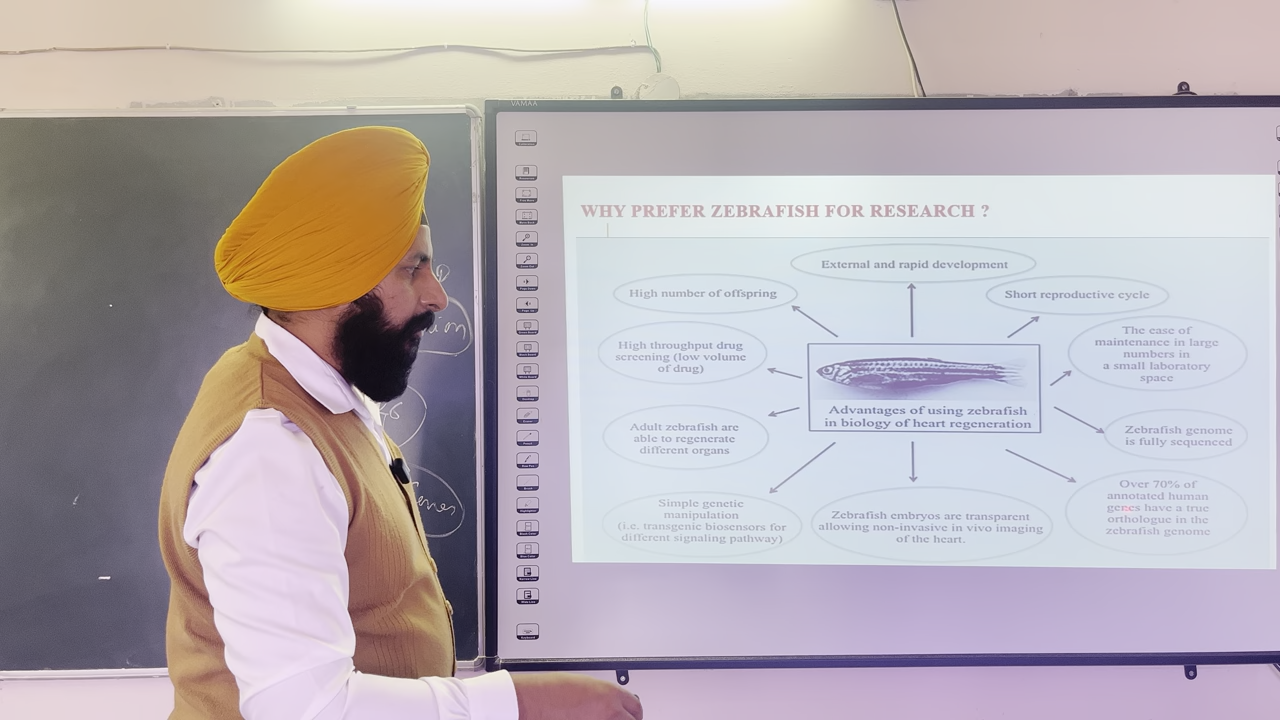 VAMAA
WHY PREFER ZEBRAFISH FOR RESEARCH ?
External and rapid development
High number of offspring
Short reproductive cycle
High throughput drug
screening (low volume
of drug)
The ease of
maintenance in large
numbers in
a small laboratory
space
Advantages of using zebrafish
in biology of heart regeneration
Adult zebrafish are
able to regenerate
different organs
Zebrafish genome
is fully sequenced
Simple genetic
manipulation
(i.e. transgenic biosensors for
different signaling pathway)
Zebrafish embryos are transparent
allowing non-invasive in vivo imaging
of the heart.
Over 70% of
annotated human
genes have a true
orthologue in the
zebrafish genome